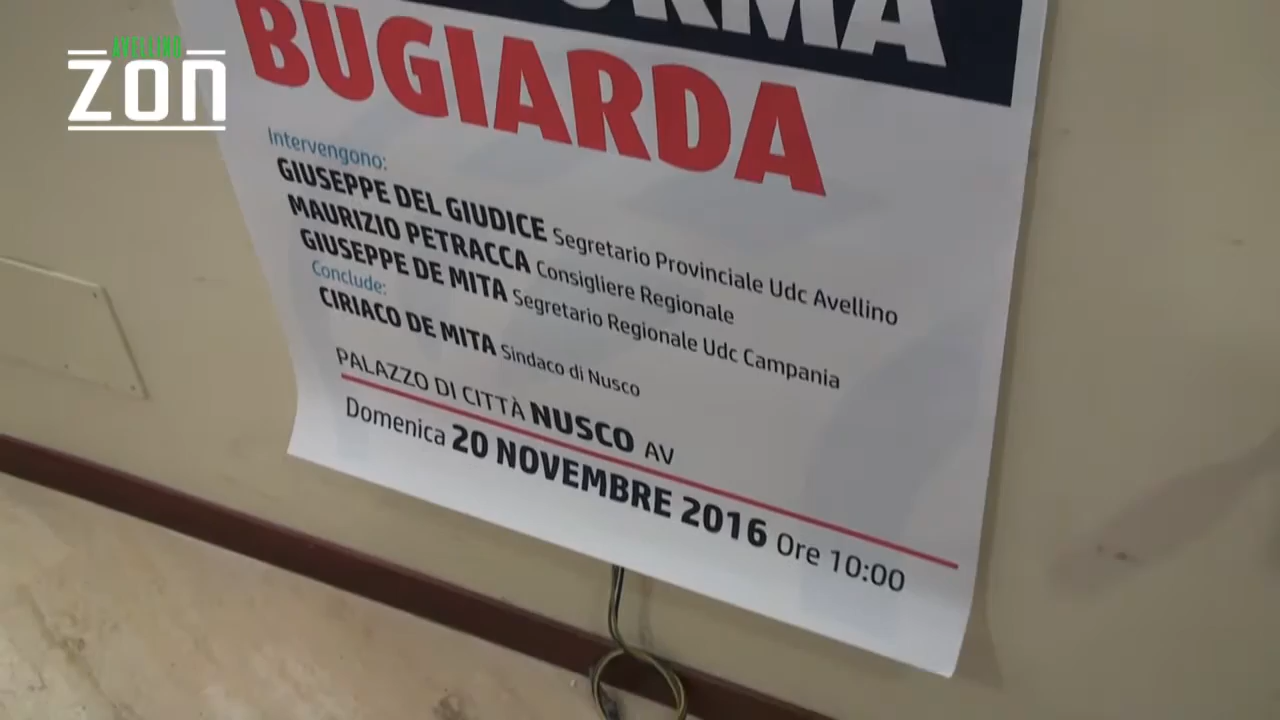 AVELLINO
ZON
BUGIARDA
Intervengono:
GIUSEPPE DEL GIUDICE Segretario Provinciale Udc Avellino
MAURIZIO PETRACCA Consigliere Regionale
GIUSEPPE DE MITA Segretario Regionale Udc Campania
Conclude:
CIRIACO DE MITA Sindaco di Nusco
PALAZZO DI CITTÀ NUSCO AV
Domenica 20 NOVEMBRE 2016 Ore 10:00